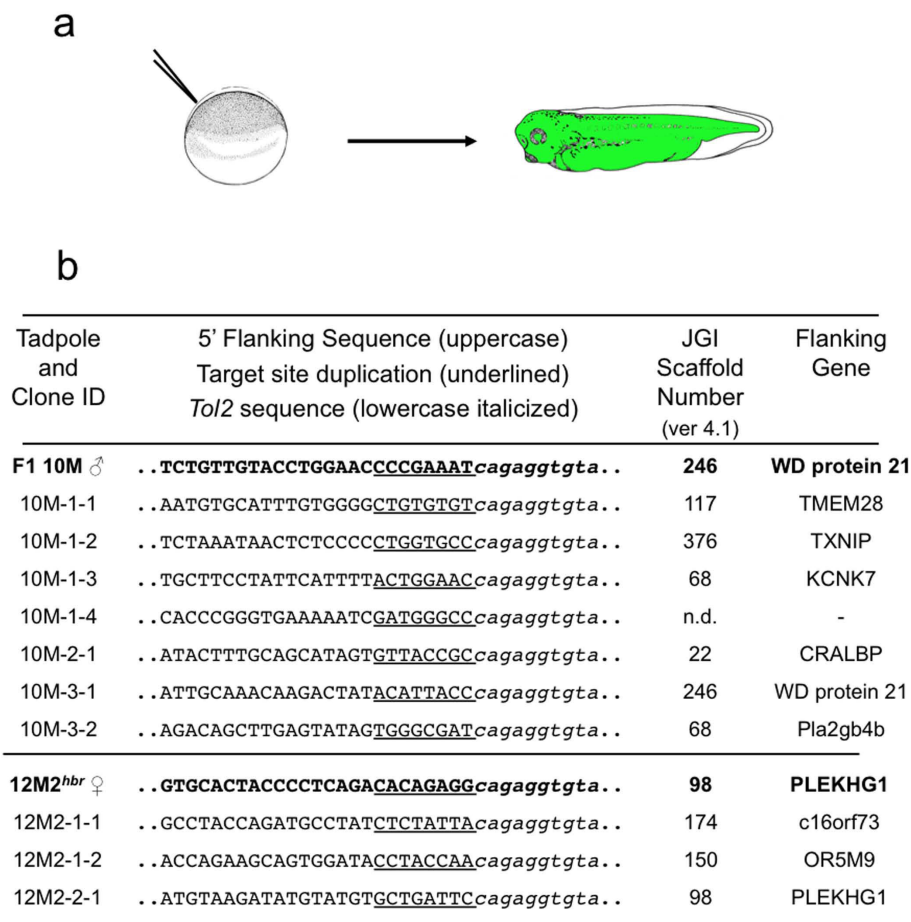 a
b
Tadpole and Clone ID 5’ Flanking Sequence (uppercase) Target site duplication (underlined) Tol2 sequence (lowercase italicized) JGI Scaffold Number (ver 4.1) Flanking Gene
F1 10M ♂ ..TCTGTTGTACCTGGAACCCCGAAATcagaggtgta.. 246 WD protein 21
10M-1-1 ..AATGTGCATTTGTGGGGCTGTGTGTcagaggtgta.. 117 TMEM28
10M-1-2 ..TCTAAATAACTCTCCCCCTGGTGCCcagaggtgta.. 376 TXNIP
10M-1-3 ..TGCTTCCTATTCATTTTACTGGAACcagaggtgta.. 68 KCNK7
10M-1-4 ..CACCCGGGTGAAAAATCGATGGGCCcagaggtgta.. n.d. -
10M-2-1 ..ATACTTTGCAGCATAGTGTTACCGCcagaggtgta.. 22 CRALBP
10M-3-1 ..ATTGCAAACAAGACTATACATTACCcagaggtgta.. 246 WD protein 21
10M-3-2 ..AGACAGCTTGAGTATAGTGGGCGATcagaggtgta.. 68 Pla2gb4b
12M2hbr ♀ ..GTGCACTACCCCTCAGACACAGAGGcagaggtgta.. 98 PLEKHG1
12M2-1-1 ..GCCTACCAGATGCCTATCTCTATTAcagaggtgta.. 174 c16orf73
12M2-1-2 ..ACCAGAAGCAGTGGATACCTACCAAcagaggtgta.. 150 OR5M9
12M2-2-1 ..ATGTAAGATATGTATGTGCTGATTCcagaggtgta.. 98 PLEKHG1